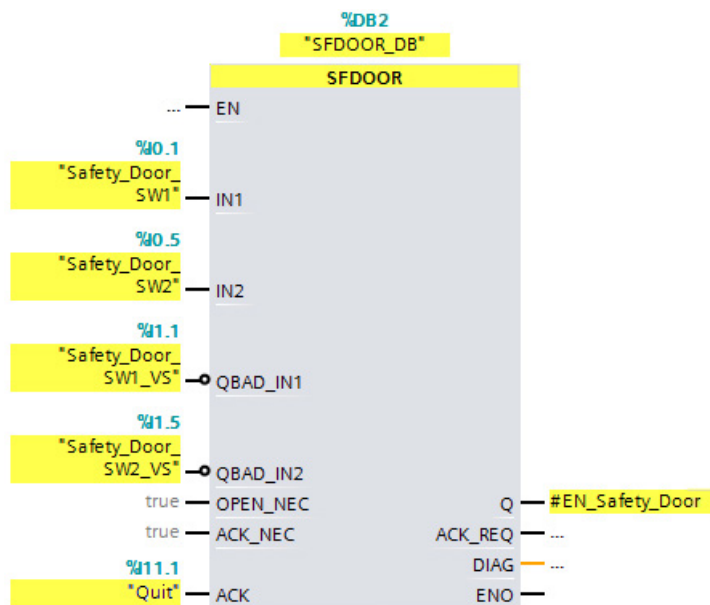 %DB2
"SFDOOR_DB"
SFDOOR
... EN
%I0.1
"Safety_Door_
SW1" IN1
%I0.5
"Safety_Door_
SW2" IN2
%I1.1
"Safety_Door_
SW1_VS" QBAD_IN1
%I1.5
"Safety_Door_
SW2_VS" QBAD_IN2
true OPEN_NEC Q #EN_Safety_Door
true ACK_NEC ACK_REQ ...
DIAG ...
%I11.1
"Quit" ACK ENO